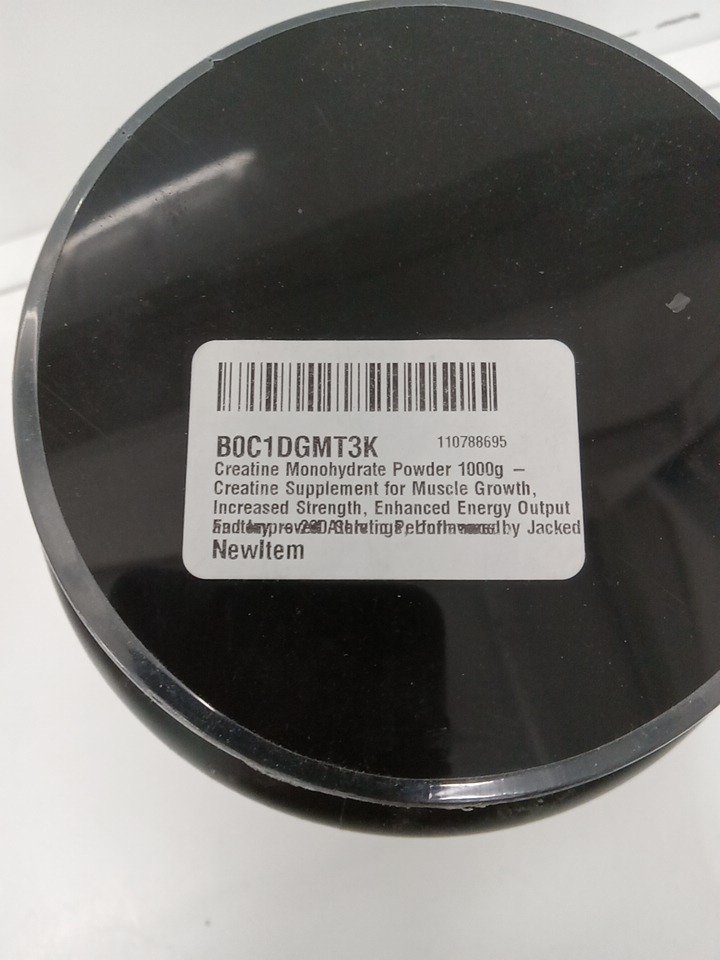 B0C1DGMT3K 110788695
Creatine Monohydrate Powder 1000g –
Creatine Supplement for Muscle Growth,
Increased Strength, Enhanced Energy Output
by Jacked
NewItem